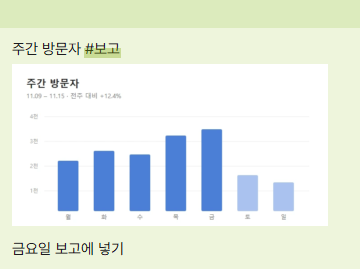 주간 방문자 #보고
주간 방문자
11.09 – 11.15 · 전주 대비 +12.4%
4천
3천
2천
1천
월 화 수 목 금 토 일
금요일 보고에 넣기